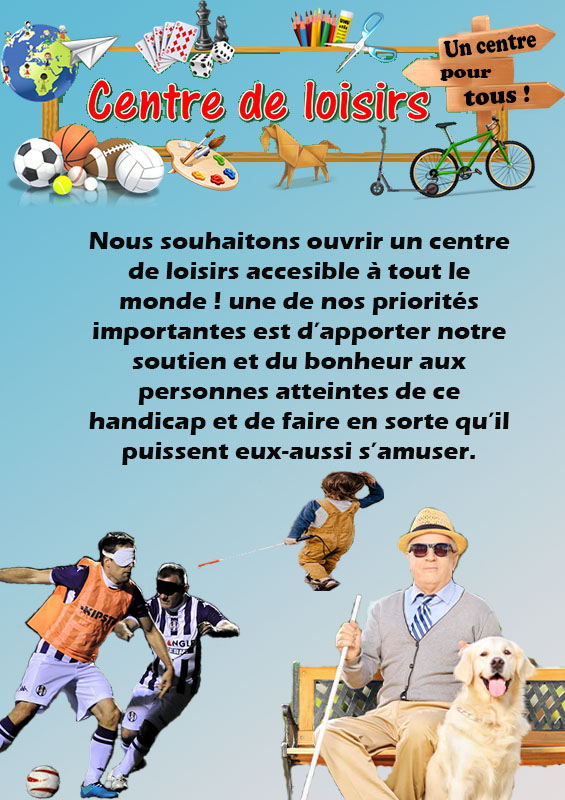 Un centre
pour
tous !
Centre de loisirs
Nous souhaitons ouvrir un centre
de loisirs accesible à tout le
monde ! une de nos priorités
importantes est d’apporter notre
soutien et du bonheur aux
personnes atteintes de ce
handicap et de faire en sorte qu’il
puissent eux-aussi s’amuser.